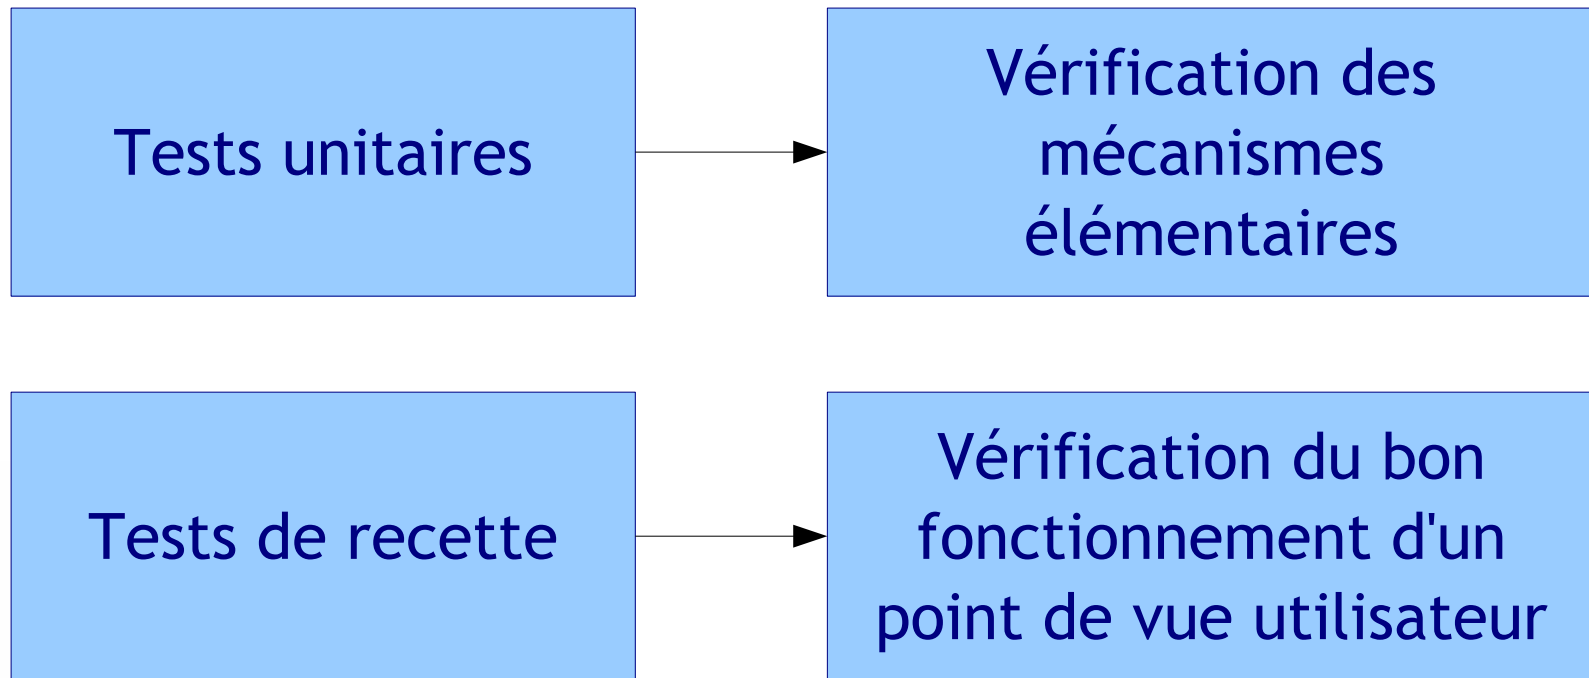 Tests unitaires
Vérification des
mécanismes
élémentaires
Tests de recette
Vérification du bon
fonctionnement d'un
point de vue utilisateur